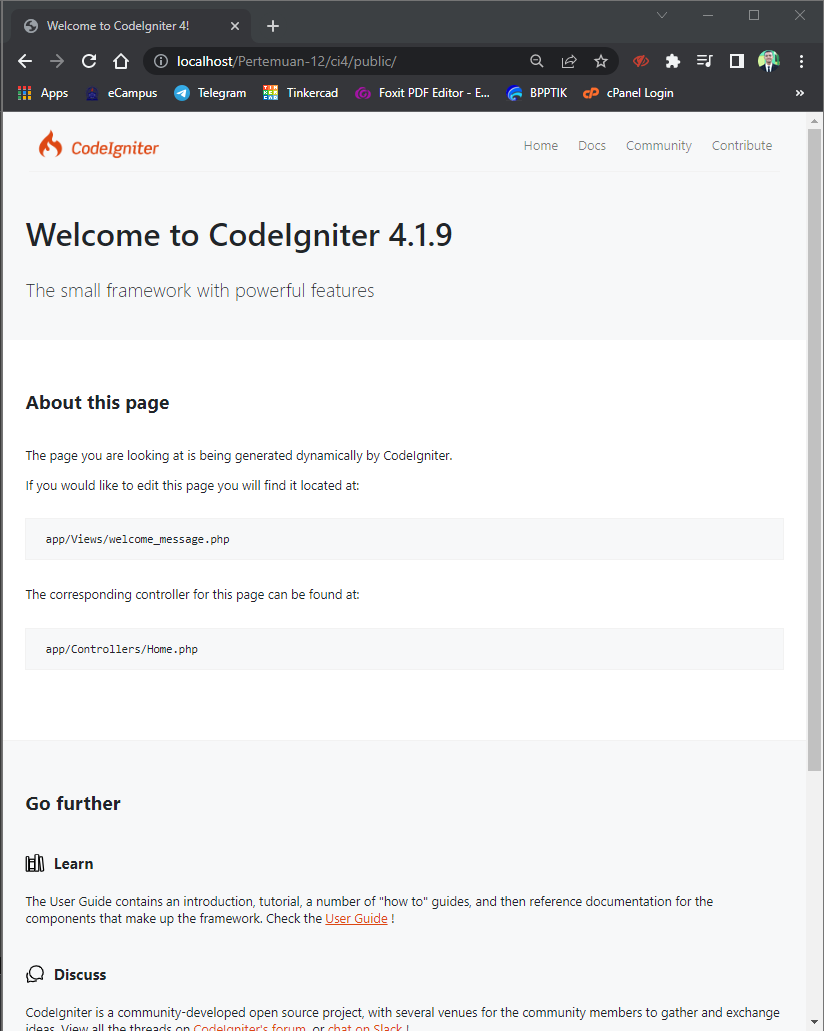 Welcome to CodeIgniter 4!
localhost/Pertemuan-12/ci4/public/
Apps eCampus Telegram Tinkercad Foxit PDF Editor - E... BPPTIK cPanel Login »
CodeIgniter Home Docs Community Contribute
Welcome to CodeIgniter 4.1.9
The small framework with powerful features
About this page
The page you are looking at is being generated dynamically by CodeIgniter.
If you would like to edit this page you will find it located at:
app/Views/welcome_message.php
The corresponding controller for this page can be found at:
app/Controllers/Home.php
Go further
Learn
The User Guide contains an introduction, tutorial, a number of "how to" guides, and then reference documentation for the
components that make up the framework. Check the User Guide !
Discuss
CodeIgniter is a community-developed open source project, with several venues for the community members to gather and exchange
ideas. View all the threads on CodeIgniter's forum, or chat on Slack !